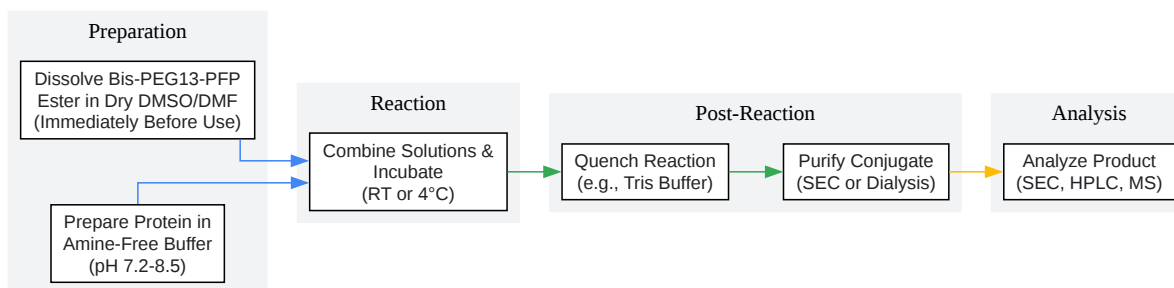 Preparation
Dissolve Bis-PEG13-PFP
Ester in Dry DMSO/DMF
(Immediately Before Use)
Prepare Protein in
Amine-Free Buffer
(pH 7.2-8.5)
Reaction
Combine Solutions &
Incubate
(RT or 4°C)
Post-Reaction
Quench Reaction
(e.g., Tris Buffer)
Purify Conjugate
(SEC or Dialysis)
Analysis
Analyze Product
(SEC, HPLC, MS)